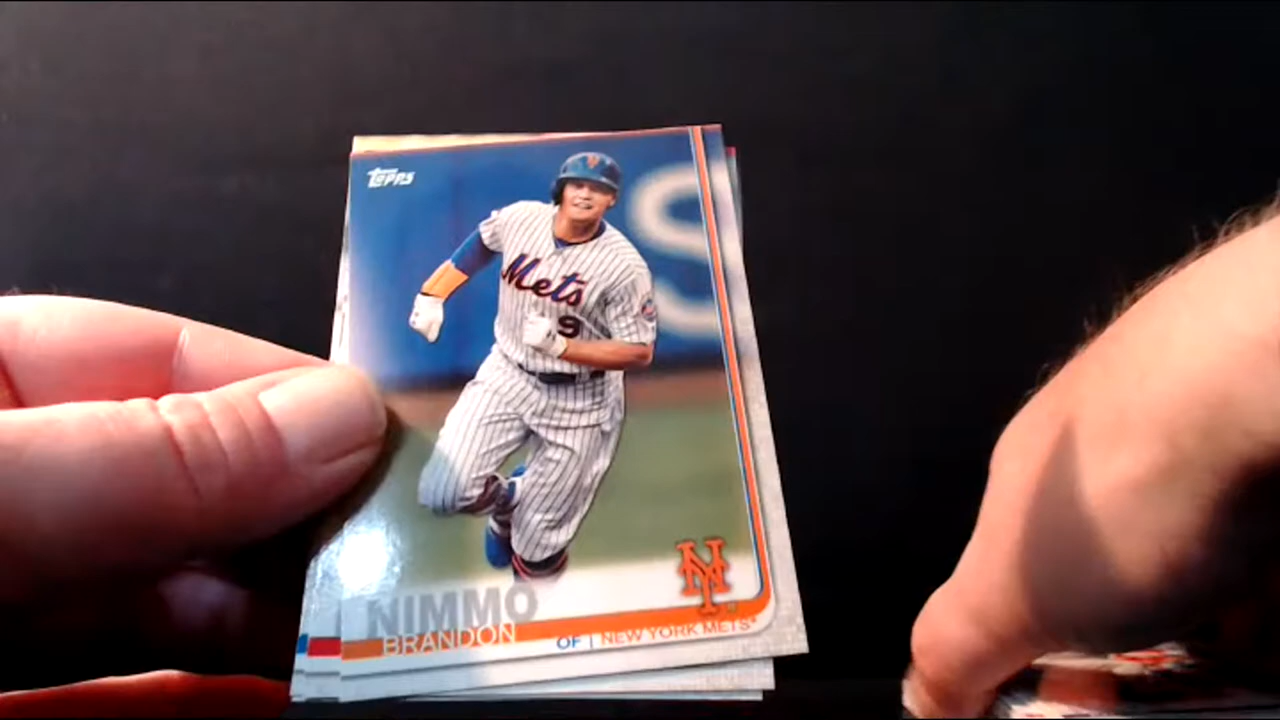 TOPPS
S
Mets
9
NY
NIMMO
BRANDON
OF | NEW YORK METS